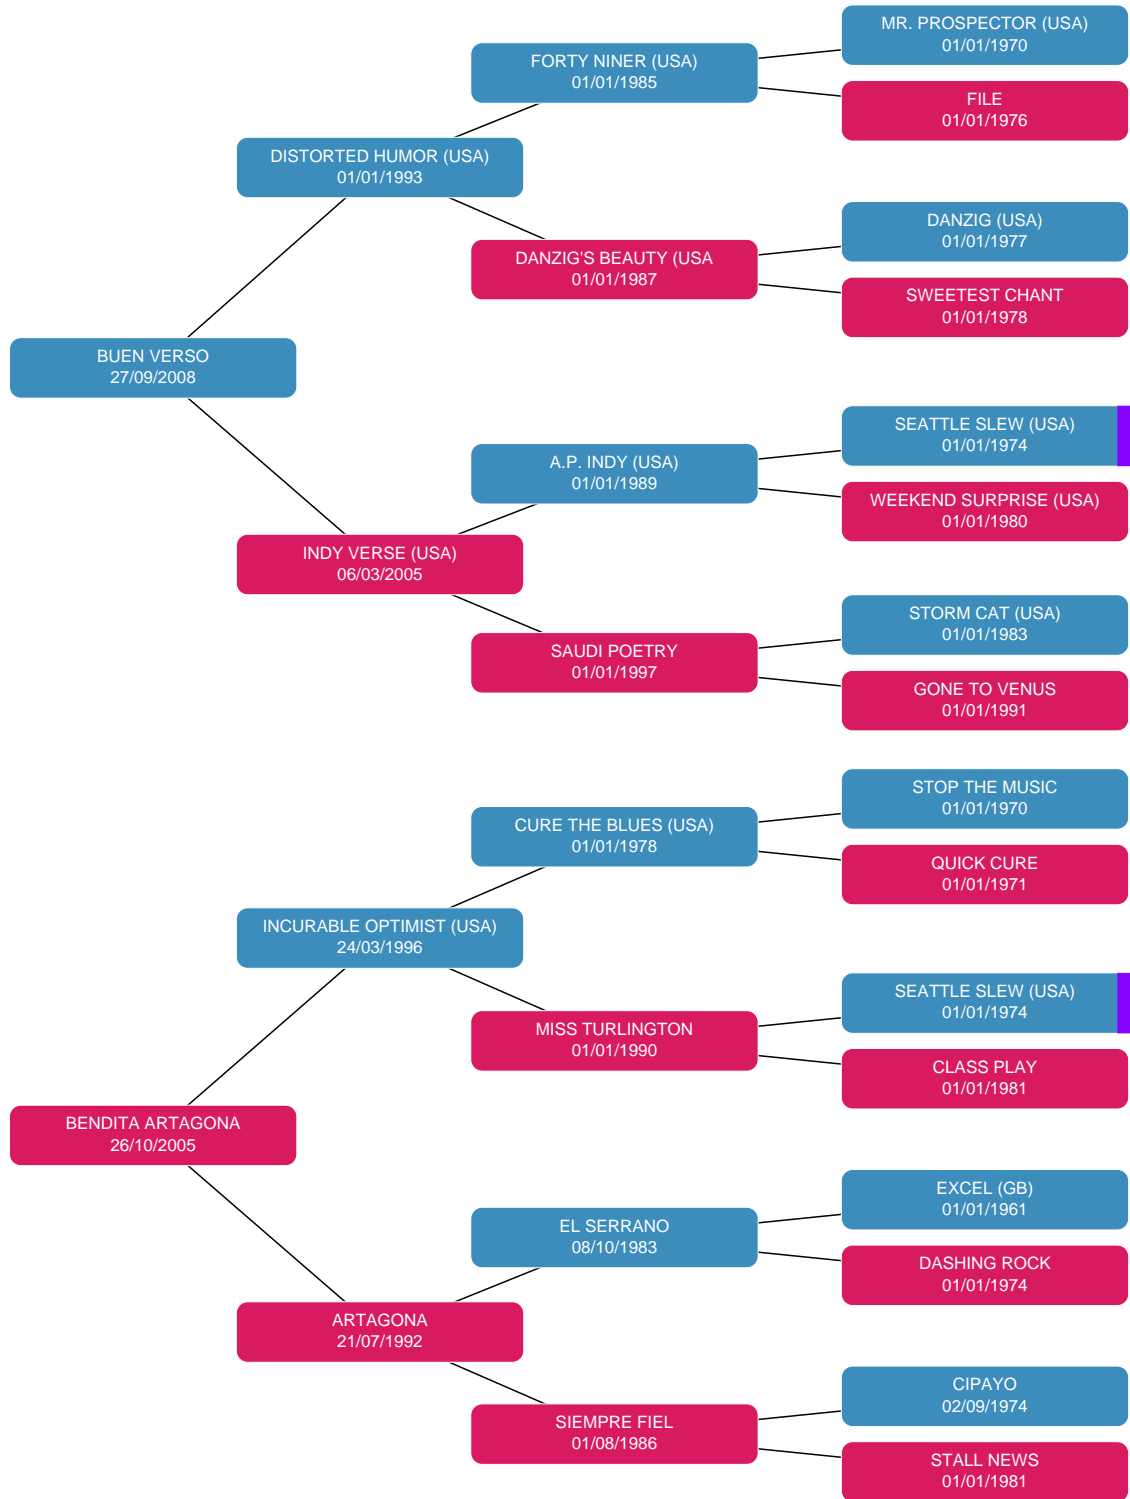 MR. PROSPECTOR (USA)
01/01/1970
FORTY NINER (USA)
01/01/1985
FILE
01/01/1976
DISTORTED HUMOR (USA)
01/01/1993
DANZIG (USA)
01/01/1977
DANZIG'S BEAUTY (USA
01/01/1987
SWEETEST CHANT
01/01/1978
BUEN VERSO
27/09/2008
SEATTLE SLEW (USA)
01/01/1974
A.P. INDY (USA)
01/01/1989
WEEKEND SURPRISE (USA)
01/01/1980
INDY VERSE (USA)
06/03/2005
STORM CAT (USA)
01/01/1983
SAUDI POETRY
01/01/1997
GONE TO VENUS
01/01/1991
STOP THE MUSIC
01/01/1970
CURE THE BLUES (USA)
01/01/1978
QUICK CURE
01/01/1971
INCURABLE OPTIMIST (USA)
24/03/1996
SEATTLE SLEW (USA)
01/01/1974
MISS TURLINGTON
01/01/1990
CLASS PLAY
01/01/1981
BENDITA ARTAGONA
26/10/2005
EXCEL (GB)
01/01/1961
EL SERRANO
08/10/1983
DASHING ROCK
01/01/1974
ARTAGONA
21/07/1992
CIPAYO
02/09/1974
SIEMPRE FIEL
01/08/1986
STALL NEWS
01/01/1981